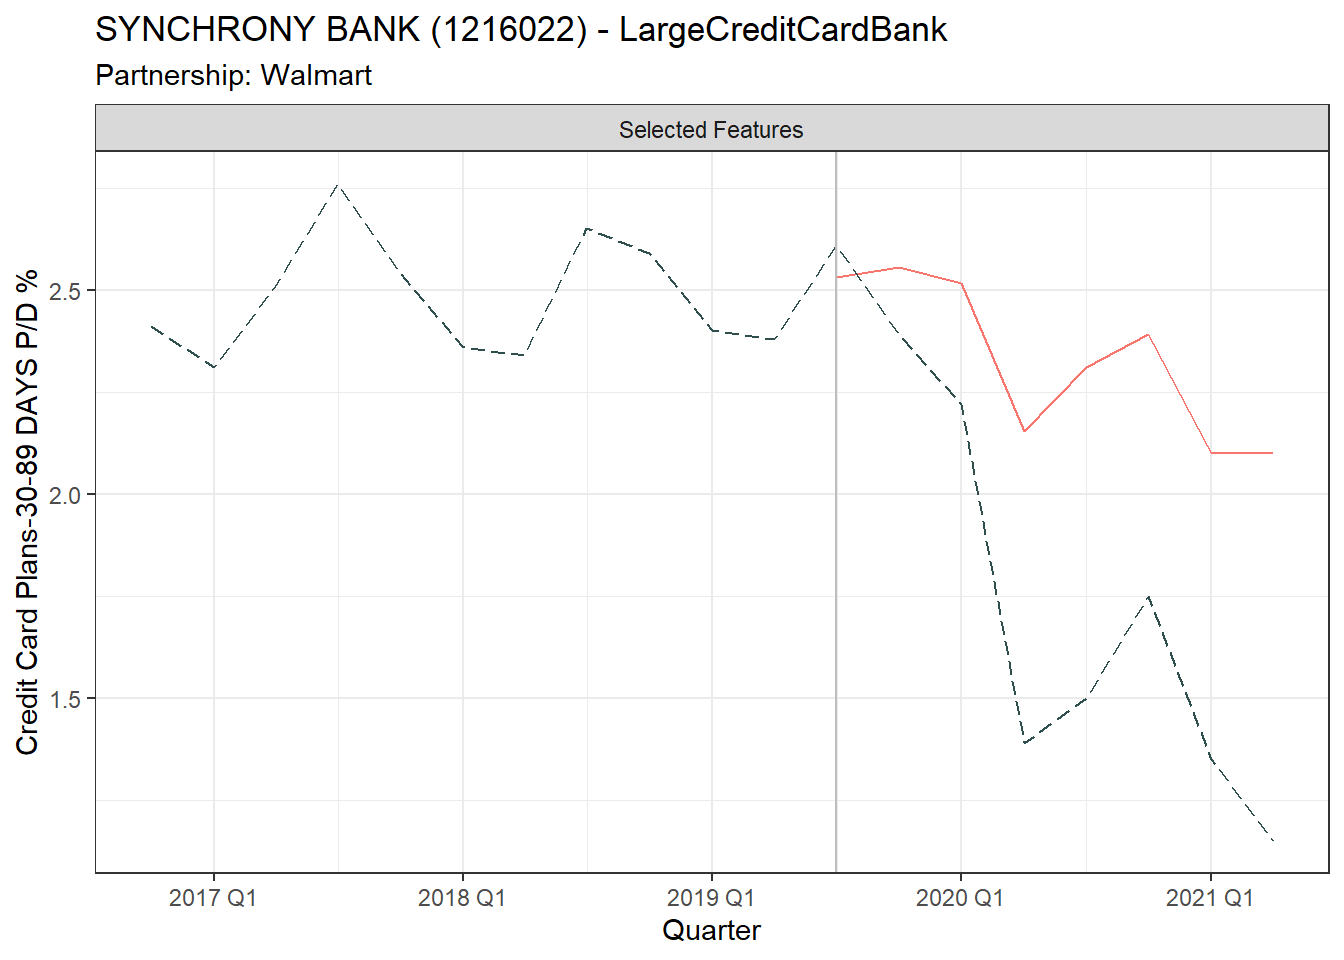 SYNCHRONY BANK (1216022) - LargeCreditCardBank
Partnership: Walmart
Selected Features
Credit Card Plans-30-89 DAYS P/D %
2.5
2.0
1.5
2017 Q1
2018 Q1
2019 Q1
2020 Q1
2021 Q1
Quarter